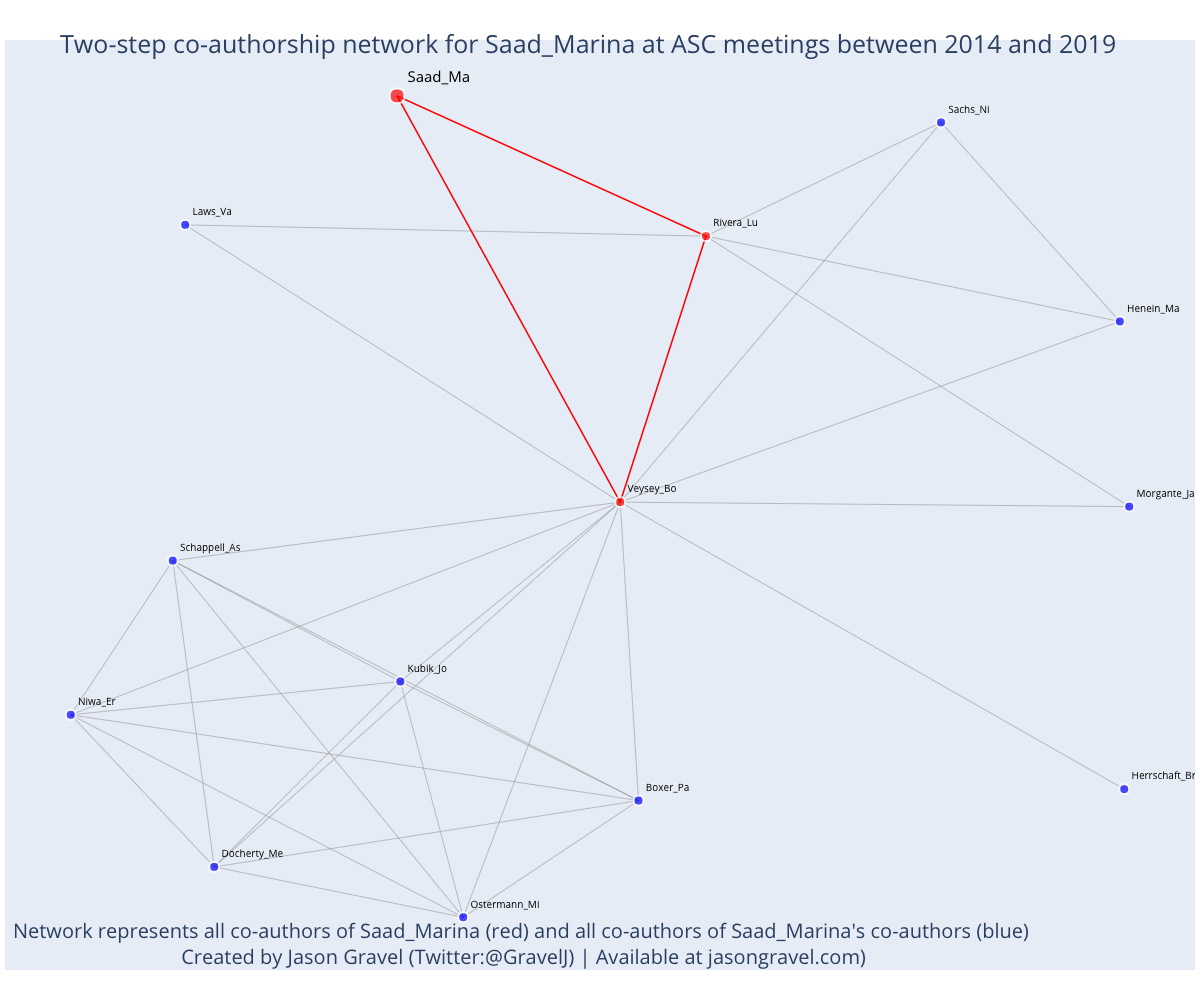 Two-step co-authorship network for Saad_Marina at ASC meetings between 2014 and 2019
Saad_Ma
Sachs_Ni
Laws_Va
Rivera_Lu
Henein_Ma
Veysey_Bo
Morgante_Ja
Schappell_As
Kubik_Jo
Niwa_Er
Herrschaft_Br
Boxer_Pa
Docherty_Me
Ostermann_Mi
Network represents all co-authors of Saad_Marina (red) and all co-authors of Saad_Marina's co-authors (blue)
Created by Jason Gravel (Twitter:@GravelJ) | Available at jasongravel.com)